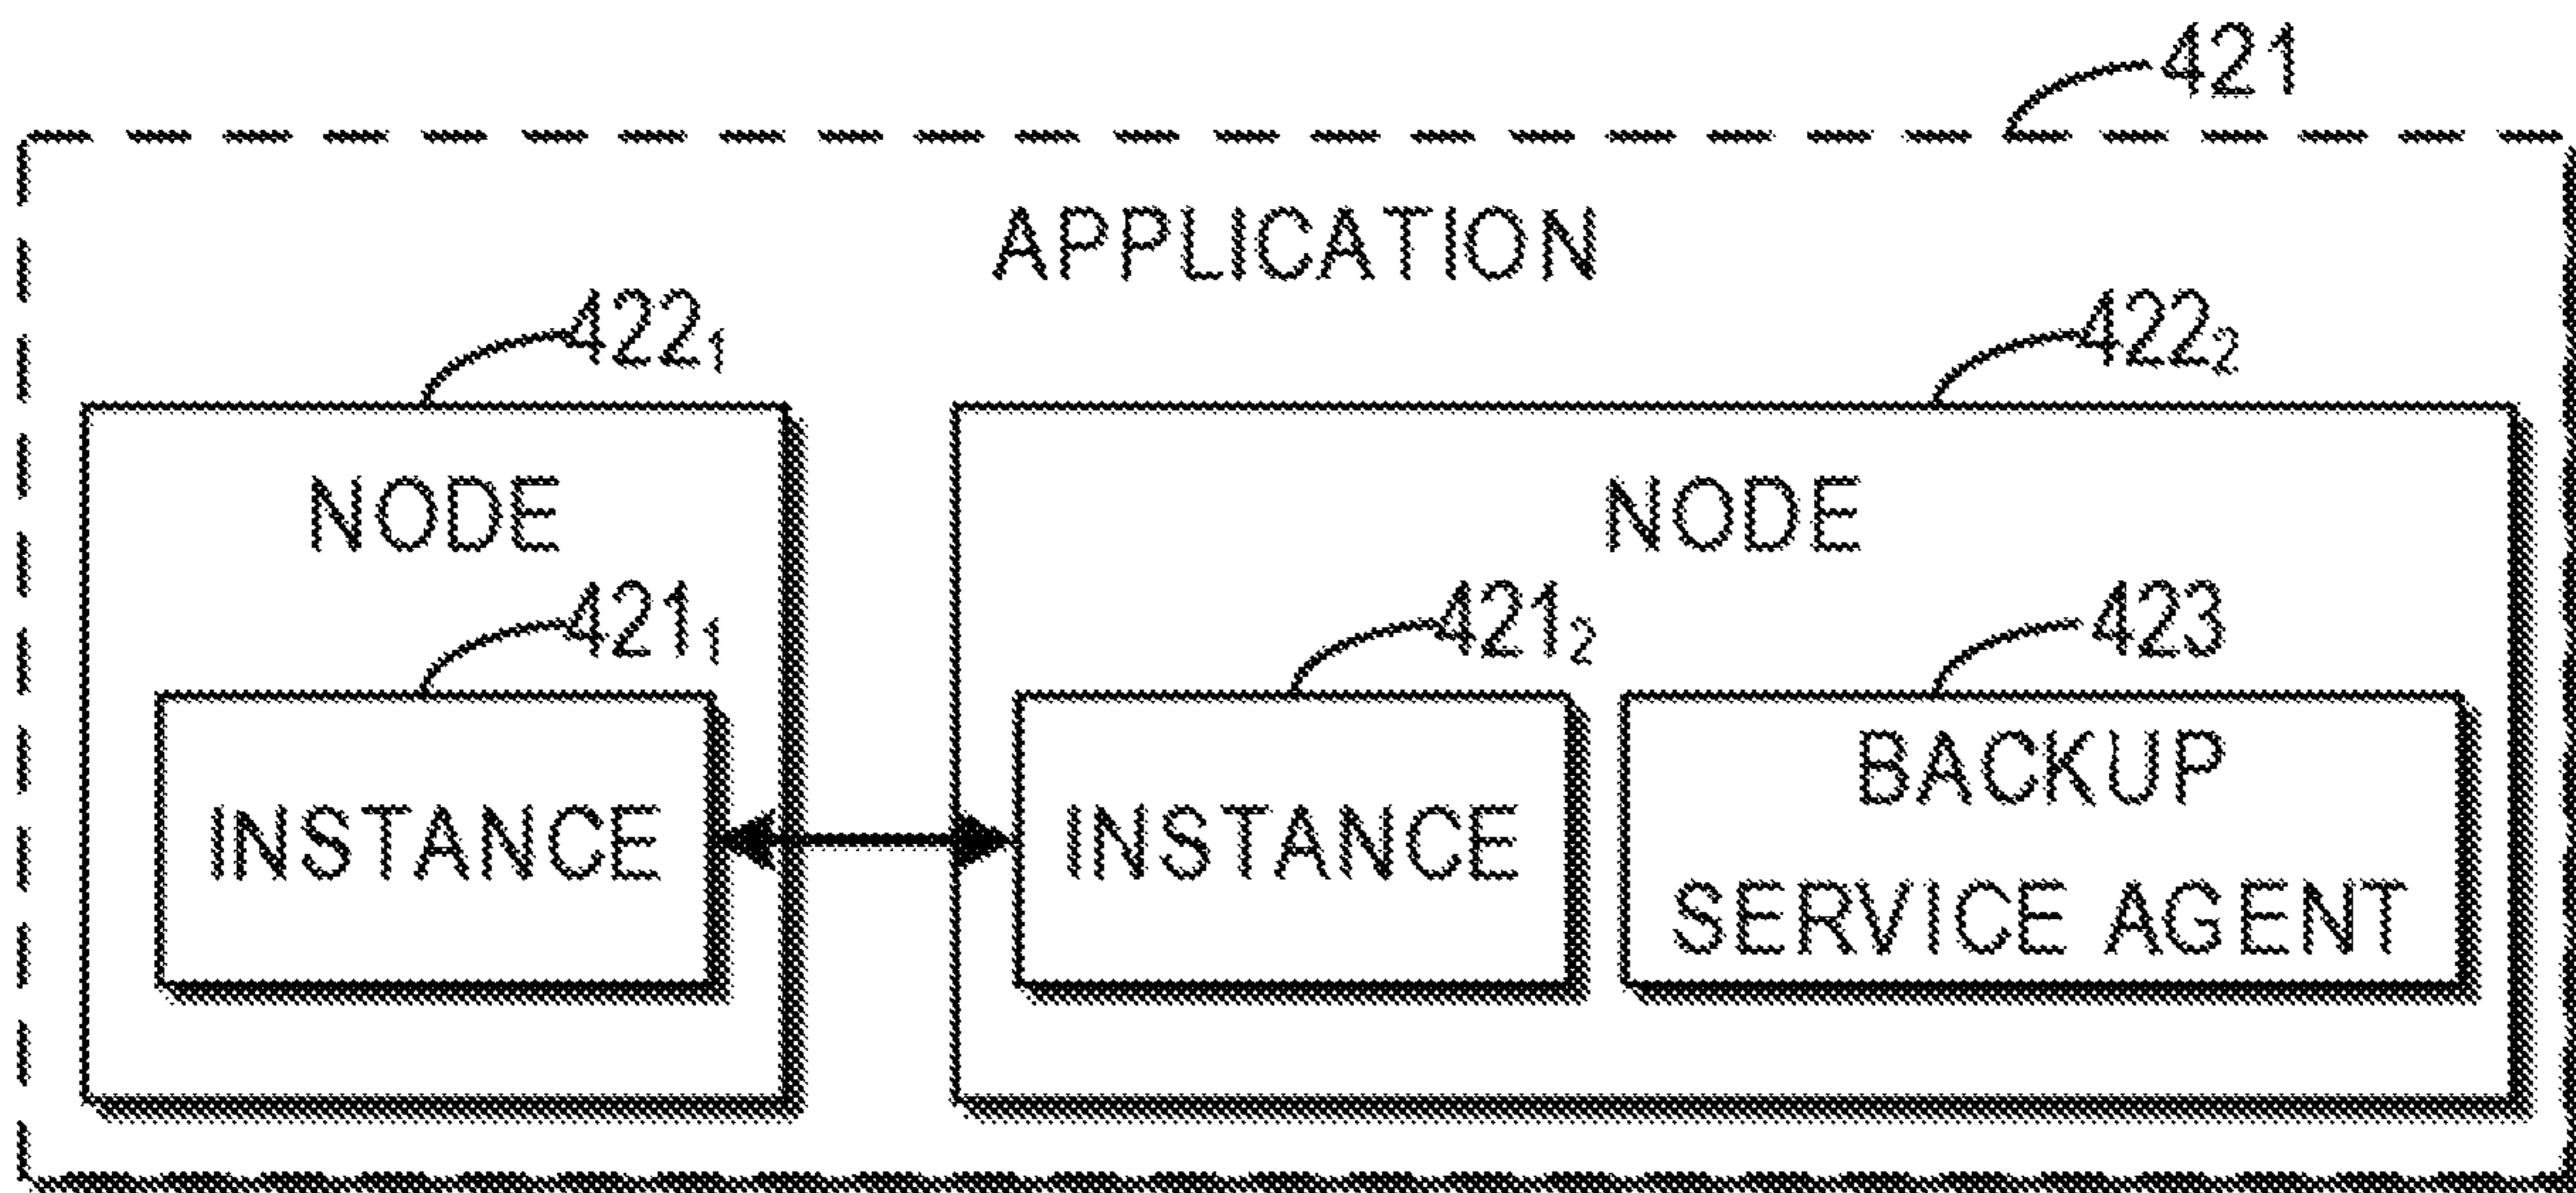 421
APPLICATION
422₁
422₂
NODE
NODE
421₁
421₂
423
INSTANCE
INSTANCE
BACKUP
SERVICE AGENT